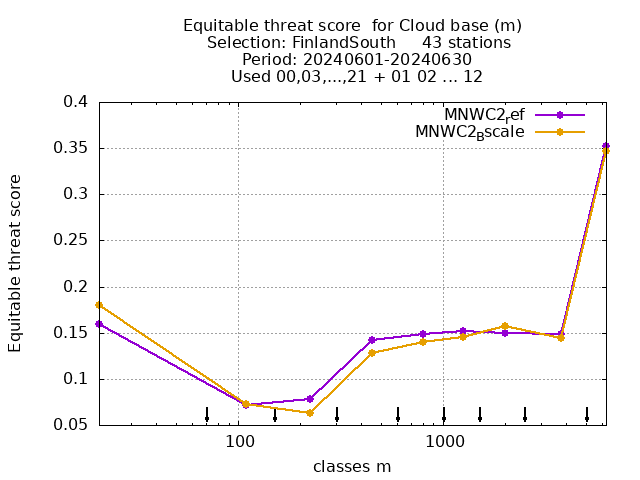 Equitable threat score  for Cloud base (m)
Selection: FinlandSouth     43 stations
Period: 20240601-20240630
Used 00,03,...,21 + 01 02 ... 12
MNWC2ref
MNWC2Bscale
0.4
0.35
0.3
0.25
0.2
0.15
0.1
0.05
Equitable threat score
100 1000
classes m